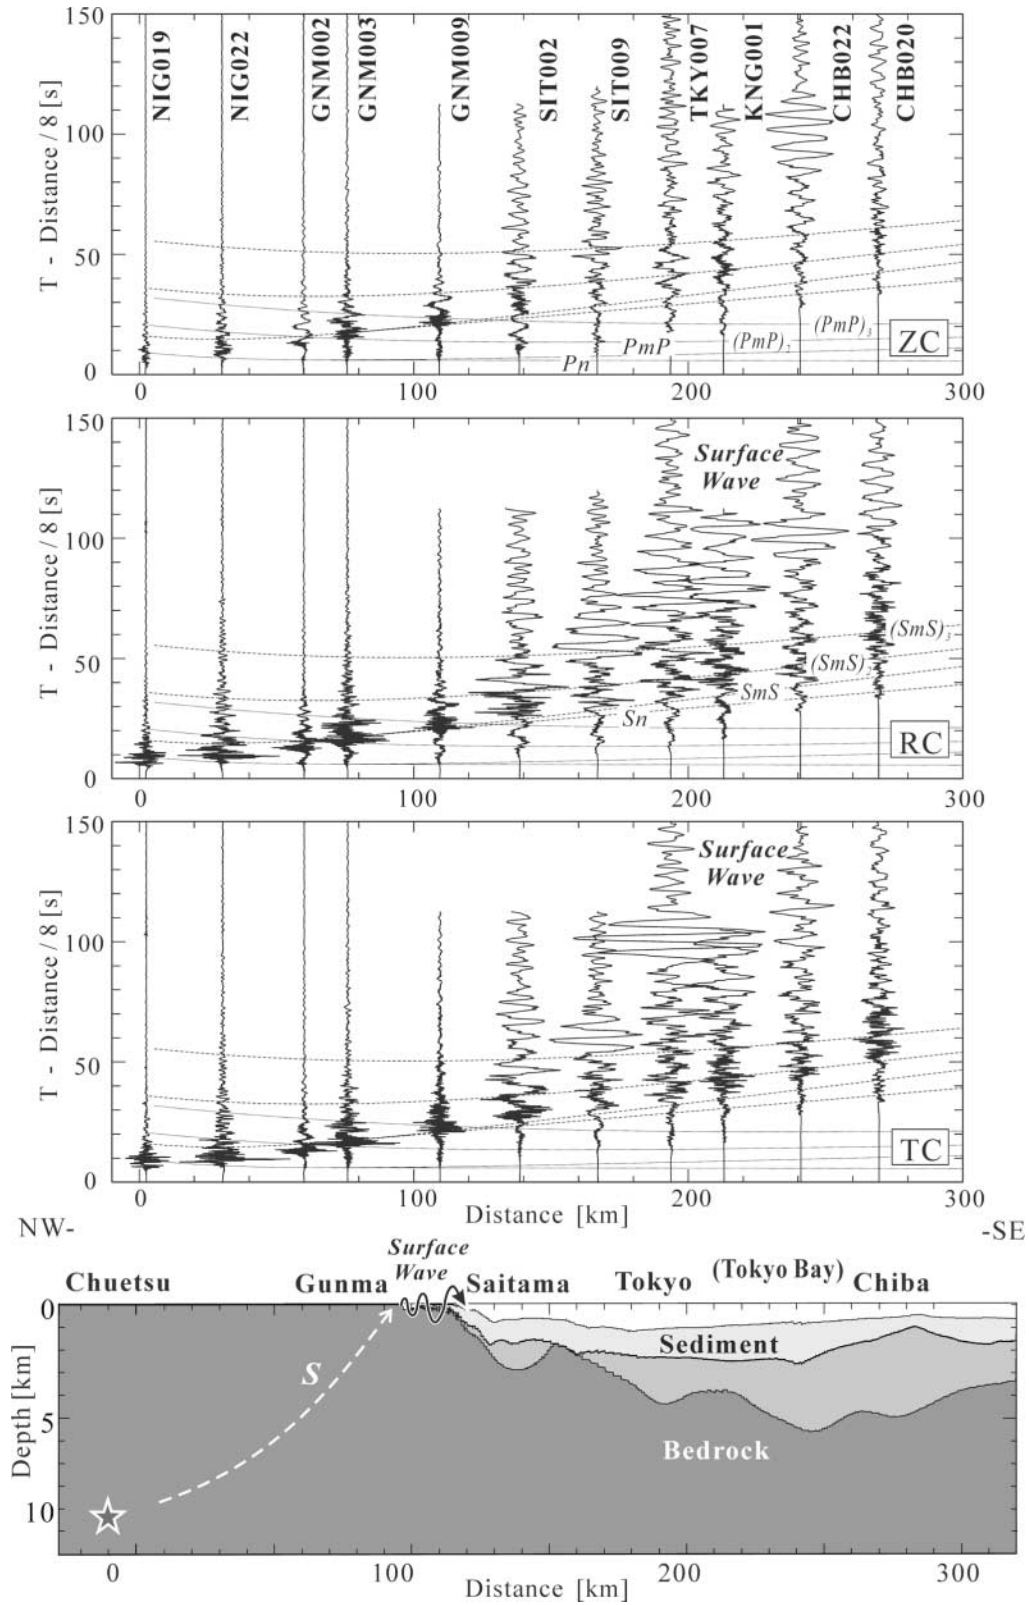 150
100
50
0
T - Distance / 8 [s]
NIG019
NIG022
GNM002
GNM003
GNM009
SIT002
SIT009
TKY007
KNG001
CHB022
CHB020
Pn
PmP
(PmP)2
(PmP)3
ZC
0 100 200 300
150
100
50
0
T - Distance / 8 [s]
Surface
Wave
Sn
SmS
(SmS)2
(SmS)3
RC
0 100 200 300
150
100
50
0
T - Distance / 8 [s]
Surface
Wave
TC
0 100 200 300
Distance [km]
NW-
-SE
Surface
Wave
Chuetsu Gunma Saitama Tokyo (Tokyo Bay) Chiba
0
5
10
Depth [km]
S
Sediment
Bedrock
0 100 200 300
Distance [km]